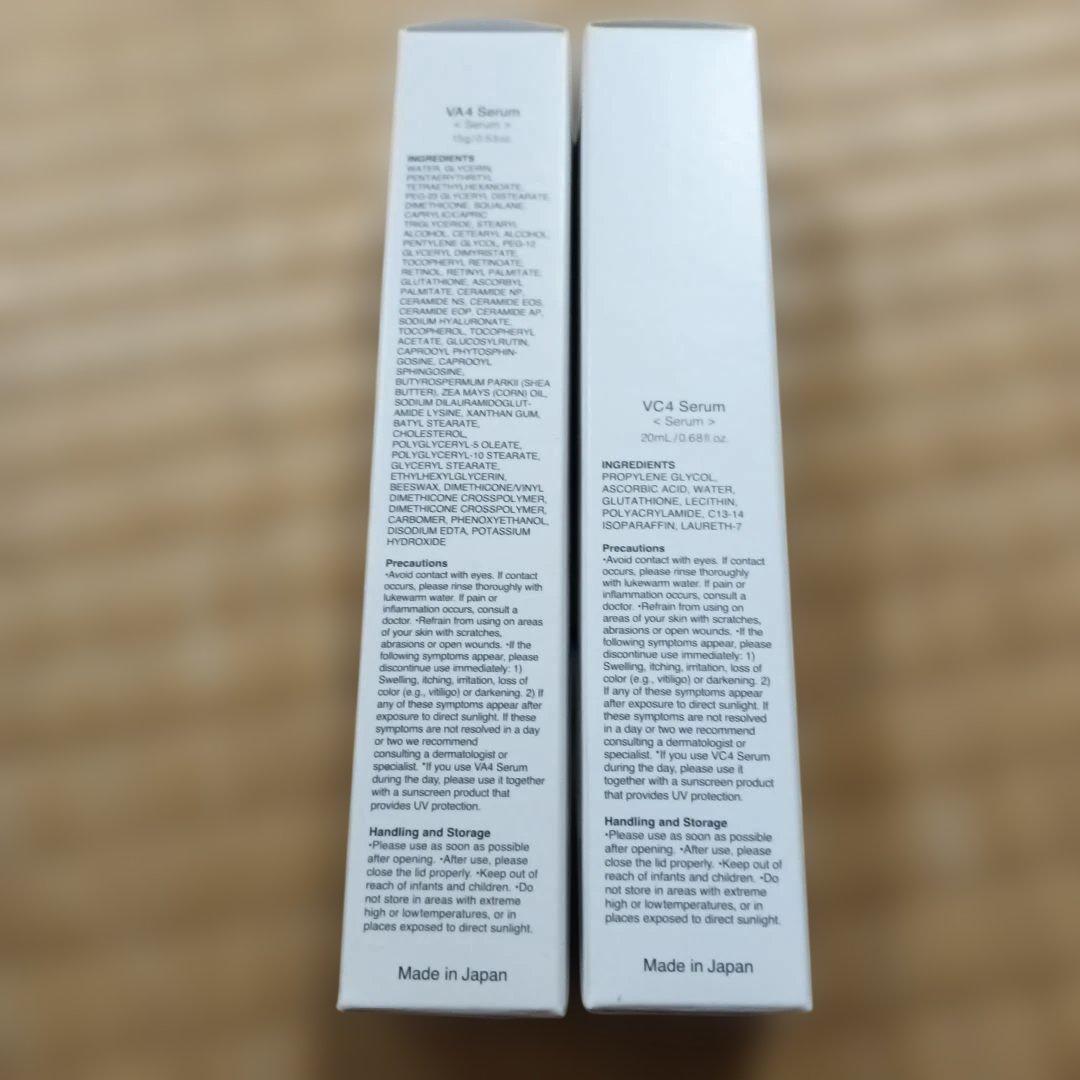 VA4 Serum
< Serum >
15g/0.53oz.
INGREDIENTS
WATER, GLYCERIN,
PENTAERYTHRITYL
TETRAETHYLHEXANOATE,
PEG-23 GLYCERYL DISTEARATE,
DIMETHICONE, SQUALANE,
CAPRYLIC/CAPRIC
TRIGLYCERIDE, STEARYL
ALCOHOL, CETEARYL ALCOHOL,
PENTYLENE GLYCOL, PEG-12
GLYCERYL DIMYRISTATE,
TOCOPHERYL RETINOATE,
RETINOL, RETINYL PALMITATE,
GLUTATHIONE, ASCORBYL
PALMITATE, CERAMIDE NP,
CERAMIDE NS, CERAMIDE EOS,
CERAMIDE EOP, CERAMIDE AP,
SODIUM HYALURONATE,
TOCOPHEROL, TOCOPHERYL
ACETATE, GLUCOSYLRUTIN,
CAPROOYL PHYTOSPHIN-
GOSINE, CAPROOYL
SPHINGOSINE,
BUTYROSPERMUM PARKII (SHEA
BUTTER), ZEA MAYS (CORN) OIL,
SODIUM DILAURAMIDOGLUT-
AMIDE LYSINE, XANTHAN GUM,
BATYL STEARATE,
CHOLESTEROL,
POLYGLYCERYL-5 OLEATE,
POLYGLYCERYL-10 STEARATE,
GLYCERYL STEARATE,
ETHYLHEXYLGLYCERIN,
BEESWAX, DIMETHICONE/VINYL
DIMETHICONE CROSSPOLYMER,
DIMETHICONE CROSSPOLYMER,
CARBOMER, PHENOXYETHANOL,
DISODIUM EDTA, POTASSIUM
HYDROXIDE
Precautions
•Avoid contact with eyes. If contact
occurs, please rinse thoroughly with
lukewarm water. If pain or
inflammation occurs, consult a
doctor. •Refrain from using on areas
of your skin with scratches,
abrasions or open wounds. •If the
following symptoms appear, please
discontinue use immediately: 1)
Swelling, itching, irritation, loss of
color (e.g., vitiligo) or darkening. 2) If
any of these symptoms appear after
exposure to direct sunlight. If these
symptoms are not resolved in a day
or two we recommend
consulting a dermatologist or
specialist. *If you use VA4 Serum
during the day, please use it together
with a sunscreen product that
provides UV protection.
Handling and Storage
•Please use as soon as possible
after opening. •After use, please
close the lid properly. •Keep out of
reach of infants and children. •Do
not store in areas with extreme
high or lowtemperatures, or in
places exposed to direct sunlight.
Made in Japan
VC4 Serum
< Serum >
20mL/0.68fl.oz.
INGREDIENTS
PROPYLENE GLYCOL,
ASCORBIC ACID, WATER,
GLUTATHIONE, LECITHIN,
POLYACRYLAMIDE, C13-14
ISOPARAFFIN, LAURETH-7
Precautions
•Avoid contact with eyes. If contact
occurs, please rinse thoroughly
with lukewarm water. If pain or
inflammation occurs, consult a
doctor. •Refrain from using on
areas of your skin with scratches,
abrasions or open wounds. •If the
following symptoms appear, please
discontinue use immediately: 1)
Swelling, itching, irritation, loss of
color (e.g., vitiligo) or darkening. 2)
If any of these symptoms appear
after exposure to direct sunlight. If
these symptoms are not resolved
in a day or two we recommend
consulting a dermatologist or
specialist. *If you use VC4 Serum
during the day, please use it
together with a sunscreen product
that provides UV protection.
Handling and Storage
•Please use as soon as possible
after opening. •After use, please
close the lid properly. •Keep out of
reach of infants and children. •Do
not store in areas with extreme
high or lowtemperatures, or in
places exposed to direct sunlight.
Made in Japan